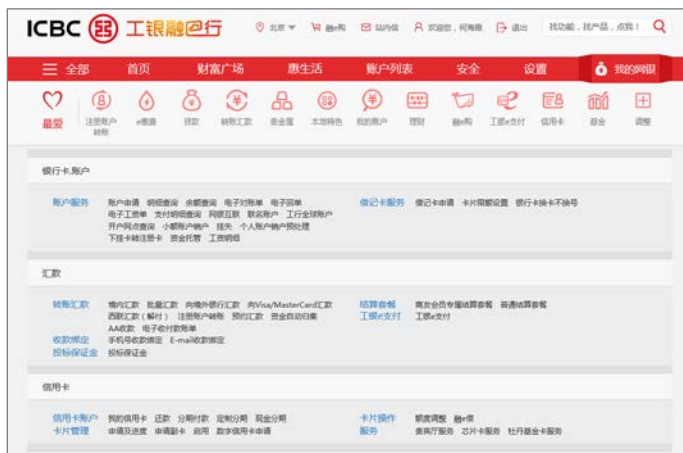 ICBC 工银融e行
北京 融e购 站内信 欢迎您，何海霞 退出 找功能，找产品，点我！
全部 首页 财富广场 惠生活 账户列表 安全 设置 我的网银
最爱 注册账户转账 e缴费 贷款 转账汇款 贵金属 本地特色 我的账户 理财 融e购 工银e支付 信用卡 基金 调整
银行卡.账户
账户服务 账户申请 明细查询 余额查询 电子对账单 电子回单
电子工资单 支付明细查询 网银互联 联名账户 工行全球账户
开户网点查询 小额账户销户 挂失 个人账户销户预处理
下挂卡转注册卡 资金托管 工资明细
借记卡服务 借记卡申请 卡片限额设置 银行卡换卡不换号
汇款
转账汇款 境内汇款 批量汇款 向境外银行汇款 向Visa/MasterCard汇款
西联汇款（解付） 注册账户转账 预约汇款 资金自动归集
AA收款 电子收付款账单
收款绑定 手机号收款绑定 E-mail收款绑定
投标保证金 投标保证金
结算套餐 商友会员专属结算套餐 普通结算套餐
工银e支付 工银e支付
信用卡
信用卡账户 我的信用卡 还款 分期付款 定制分期 现金分期
卡片管理 申请及进度 申请副卡 启用 数字信用卡申请
卡片操作 额度调整 融e借
服务 贵宾厅服务 芯片卡服务 牡丹基金卡服务